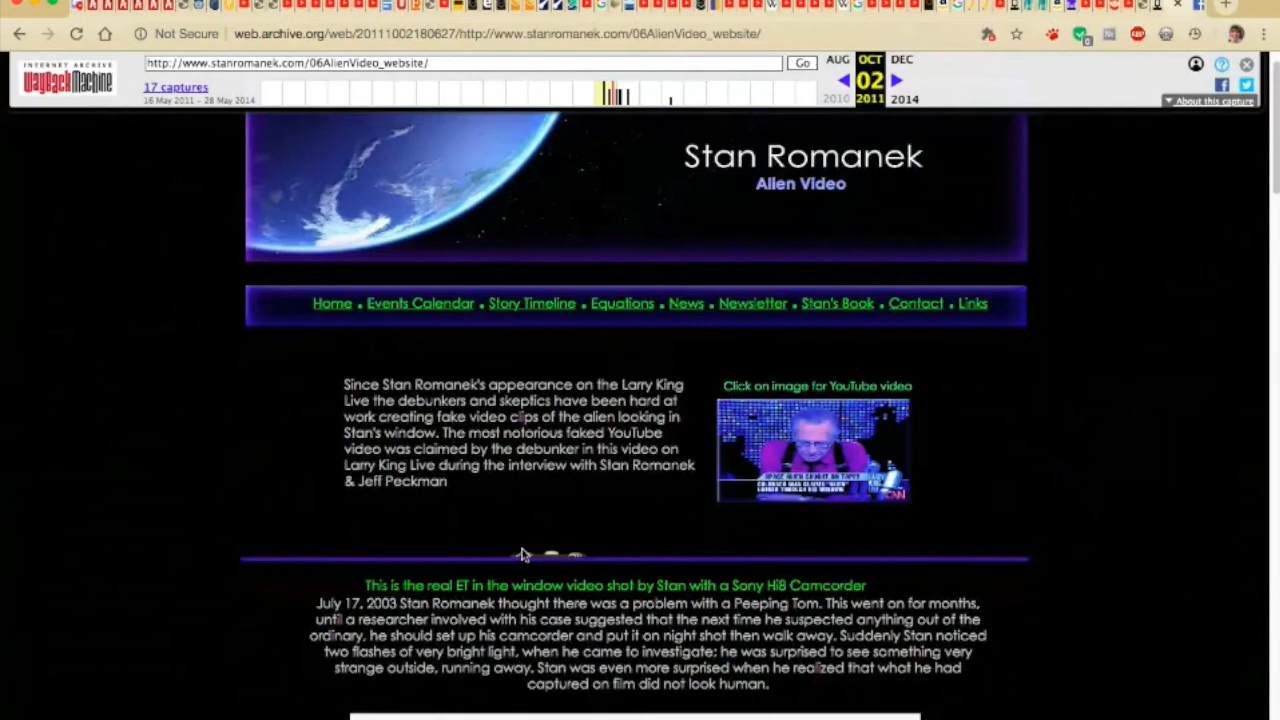 Not Secure
web.archive.org/web/20111002180627/http://www.stanromanek.com/06AlienVideo_website/
INTERNET ARCHIVE
WayBackMachine
http://www.stanromanek.com/06AlienVideo_website/
Go
AUG OCT DEC
17 captures
02
16 May 2011 - 28 May 2014
2010 2011 2014
About this capture
Stan Romanek
Alien Video
Home . Events Calendar . Story Timeline . Equations . News . Newsletter . Stan's Book . Contact . Links
Since Stan Romanek's appearance on the Larry King
Live the debunkers and skeptics have been hard at
work creating fake video clips of the alien looking in
Stan's window. The most notorious faked YouTube
video was claimed by the debunker in this video on
Larry King Live during the interview with Stan Romanek
& Jeff Peckman
Click on image for YouTube video
SPACE ALIEN CAUGHT ON TAPE?
CNN
This is the real ET in the window video shot by Stan with a Sony Hi8 Camcorder
July 17, 2003 Stan Romanek thought there was a problem with a Peeping Tom. This went on for months,
until a researcher involved with his case suggested that the next time he suspected anything out of the
ordinary, he should set up his camcorder and put it on night shot then walk away. Suddenly Stan noticed
two flashes of very bright light, when he came to investigate; he was surprised to see something very
strange outside, running away. Stan was even more surprised when he realized that what he had
captured on film did not look human.